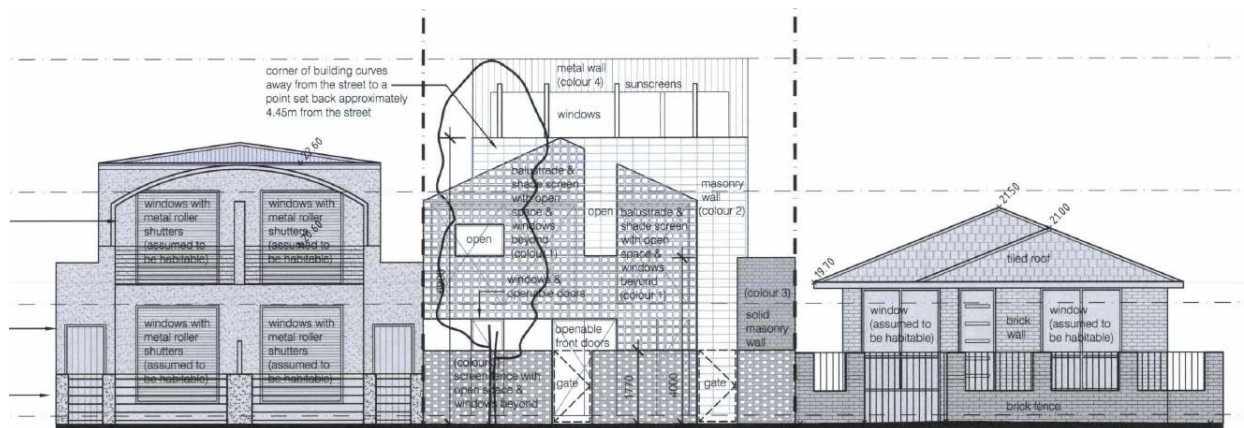 corner of building curves
away from the street to a
point set back approximately
4.45m from the street
metal wall
(colour 4)
sunscreens
windows
22.60
windows with
metal roller
shutters
(assumed to
be habitable)
windows with
metal roller
shutters
(assumed to
be habitable)
20.60
windows with
metal roller
shutters
(assumed to
be habitable)
windows with
metal roller
shutters
(assumed to
be habitable)
balustrade &
shade screen
with open
space &
windows
beyond
(colour 1)
open
open
balustrade &
shade screen
with open
space &
windows
beyond
(colour 1)
masonry
wall
(colour 2)
windows &
openable doors
openable
front doors
screen fence with
open space &
windows beyond
gate
1770
4000
gate
(colour 3)
solid
masonry
wall
19.70
21.50
21.00
tiled roof
window
(assumed to
be habitable)
brick
wall
window
(assumed to
be habitable)
brick fence